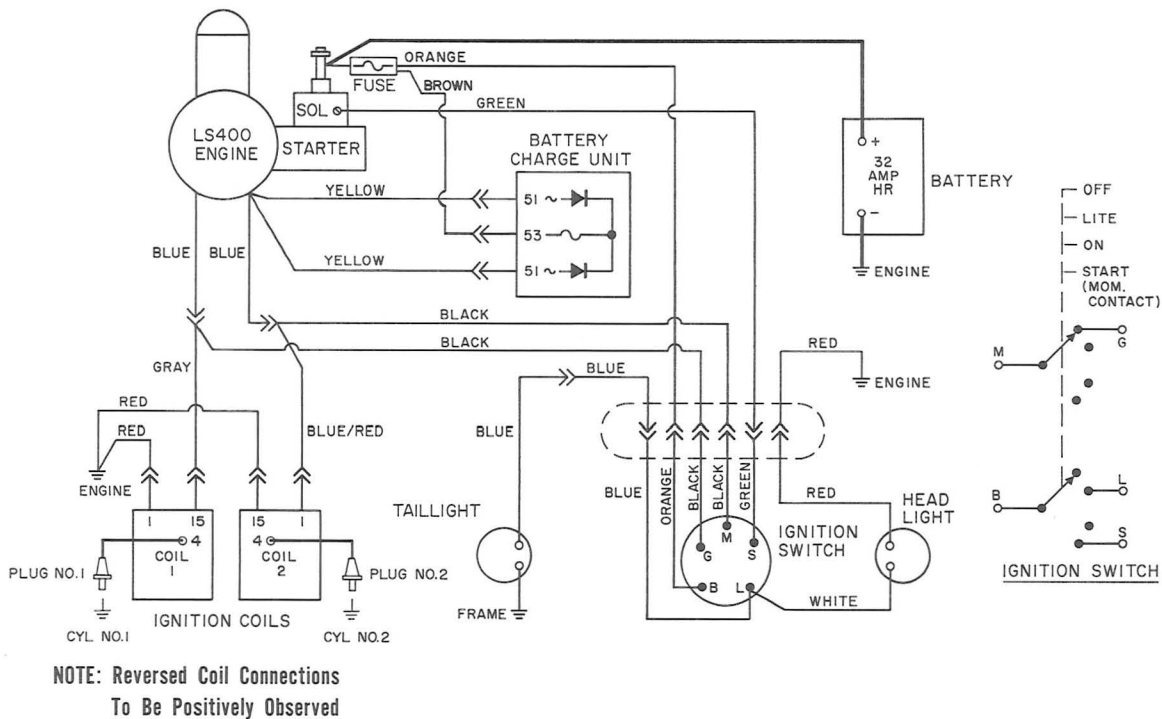 ORANGE
FUSE
BROWN
SOL
GREEN
LS400
ENGINE
STARTER
BATTERY
CHARGE UNIT
YELLOW
51 ~
53
YELLOW
51 ~
BLUE
BLUE
+
32
AMP
HR
-
BATTERY
ENGINE
OFF
LITE
ON
START
(MOM.
CONTACT)
M
G
B
L
S
IGNITION SWITCH
BLACK
BLACK
GRAY
RED
RED
BLUE/RED
ENGINE
RED
ENGINE
BLUE
BLUE
BLUE
ORANGE
BLACK
BLACK
GREEN
RED
TAILLIGHT
HEAD
LIGHT
IGNITION
SWITCH
M
G
S
B
L
WHITE
FRAME
1
15
15
1
4
4
COIL
1
COIL
2
PLUG NO.1
PLUG NO.2
IGNITION COILS
CYL NO.1
CYL NO.2
NOTE: Reversed Coil Connections
To Be Positively Observed